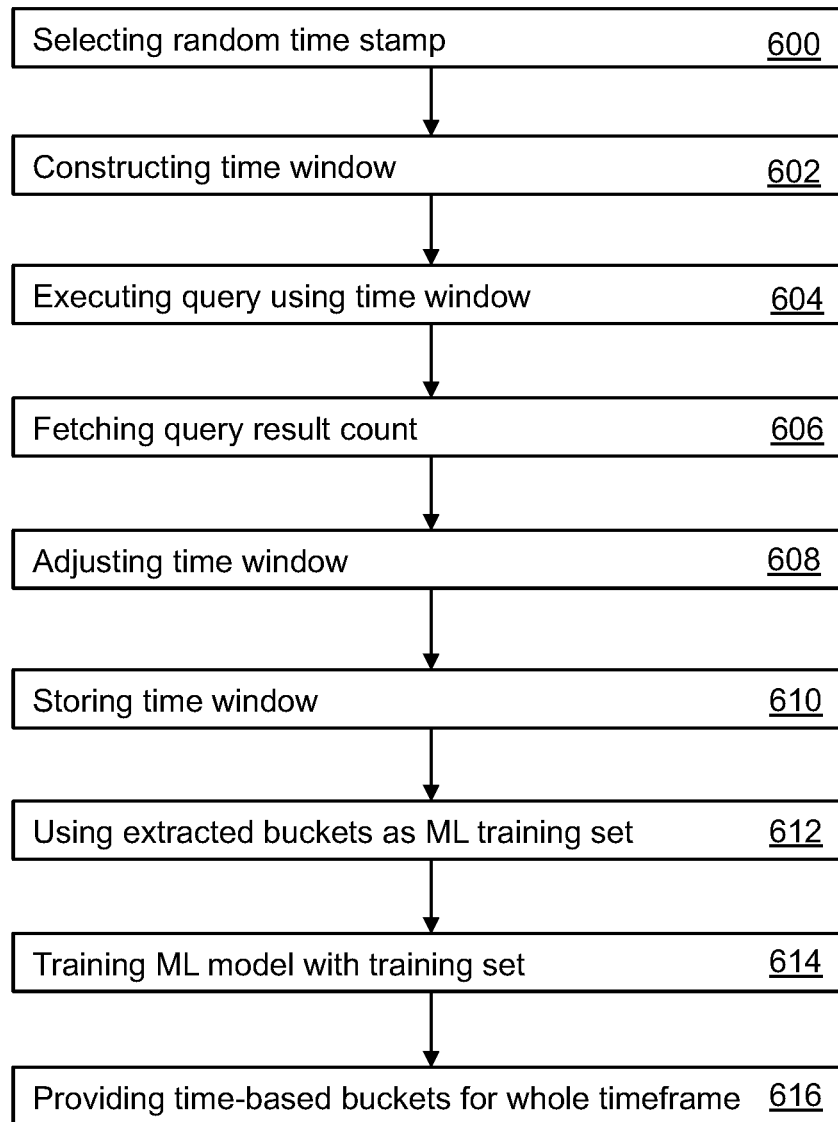 Selecting random time stamp 600
Constructing time window 602
Executing query using time window 604
Fetching query result count 606
Adjusting time window 608
Storing time window 610
Using extracted buckets as ML training set 612
Training ML model with training set 614
Providing time-based buckets for whole timeframe 616